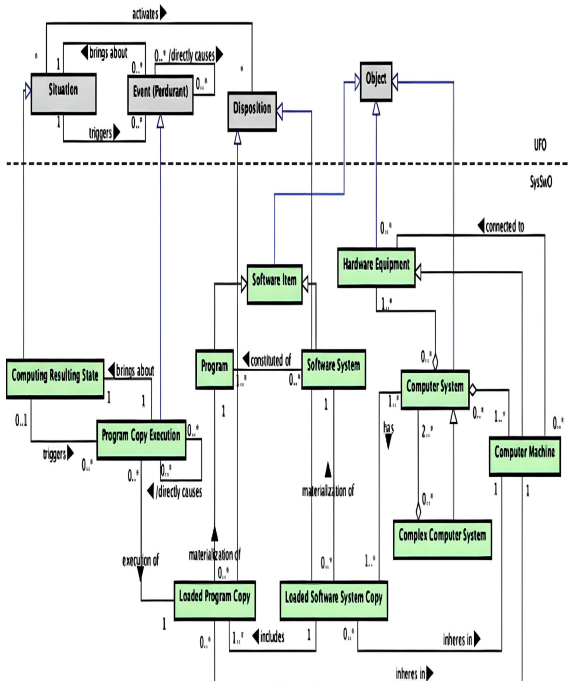 activates ▶
* 1 ◀ brings about 0..* 0..* /directly causes ▶ *
Situation
Event (Perdurant)
0..*
Disposition
Object
1 triggers ▶ 0..*
UFO
SysSwO
0..* ◀ connected to
Hardware Equipment
Software Item
1..*
Program ◀ constituted of Software System
1..* 0..*
0..*
Computing Resulting State ◀ brings about
1 1
Computer System
0..1
1 1
1..* 2..* 0..* 1..* 0..*
has ▼
Program Copy Execution 0..*
triggers ▶ 0..*
0..* 0..*
◀ /directly causes
Computer Machine
1 1
materialization of
0..*
Complex Computer System
execution of
materialization of
0..* 0..* 1..*
Loaded Program Copy
Loaded Software System Copy
1
0..* 1..* ◀ includes 1 0..* inheres in ▶
inheres in ▶